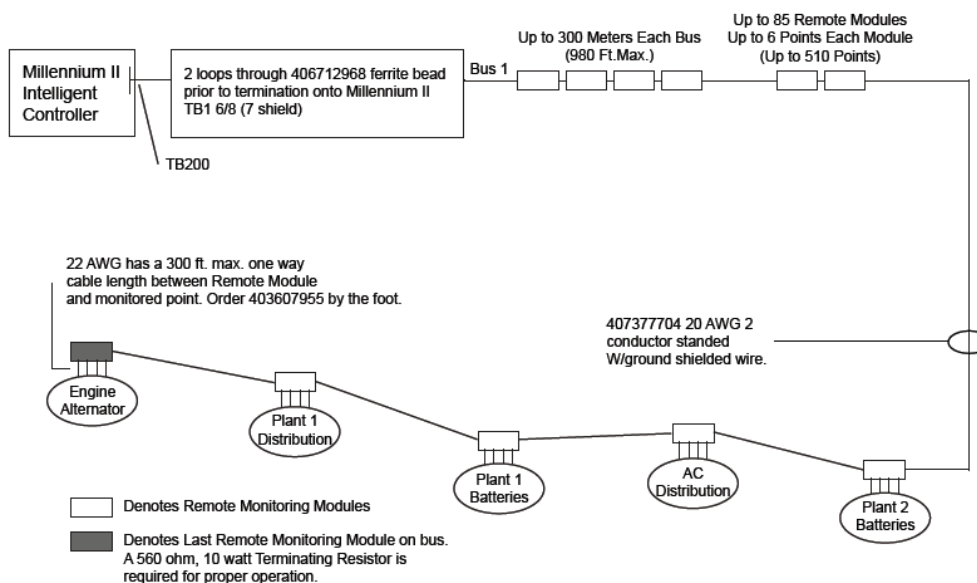 Millennium II
Intelligent
Controller
2 loops through 406712968 ferrite bead
prior to termination onto Millennium II
TB1 6/8 (7 shield)
TB200
Bus 1
Up to 300 Meters Each Bus
(980 Ft.Max.)
Up to 85 Remote Modules
Up to 6 Points Each Module
(Up to 510 Points)
22 AWG has a 300 ft. max. one way
cable length between Remote Module
and monitored point. Order 403607955 by the foot.
407377704 20 AWG 2
conductor standed
W/ground shielded wire.
Engine
Alternator
Plant 1
Distribution
Plant 1
Batteries
AC
Distribution
Plant 2
Batteries
Denotes Remote Monitoring Modules
Denotes Last Remote Monitoring Module on bus.
A 560 ohm, 10 watt Terminating Resistor is
required for proper operation.